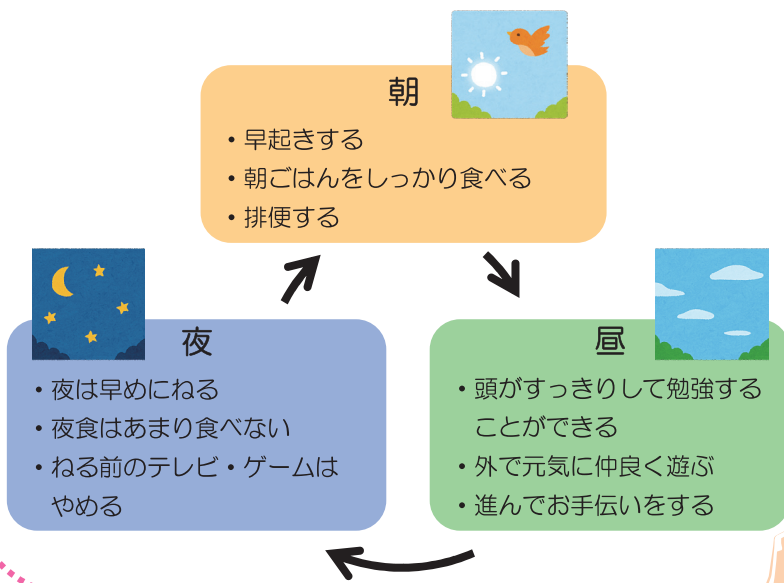 朝
・早起きする
・朝ごはんをしっかり食べる
・排便する
昼
・頭がすっきりして勉強する
ことができる
・外で元気に仲良く遊ぶ
・進んでお手伝いをする
夜
・夜は早めにねる
・夜食はあまり食べない
・ねる前のテレビ・ゲームは
やめる